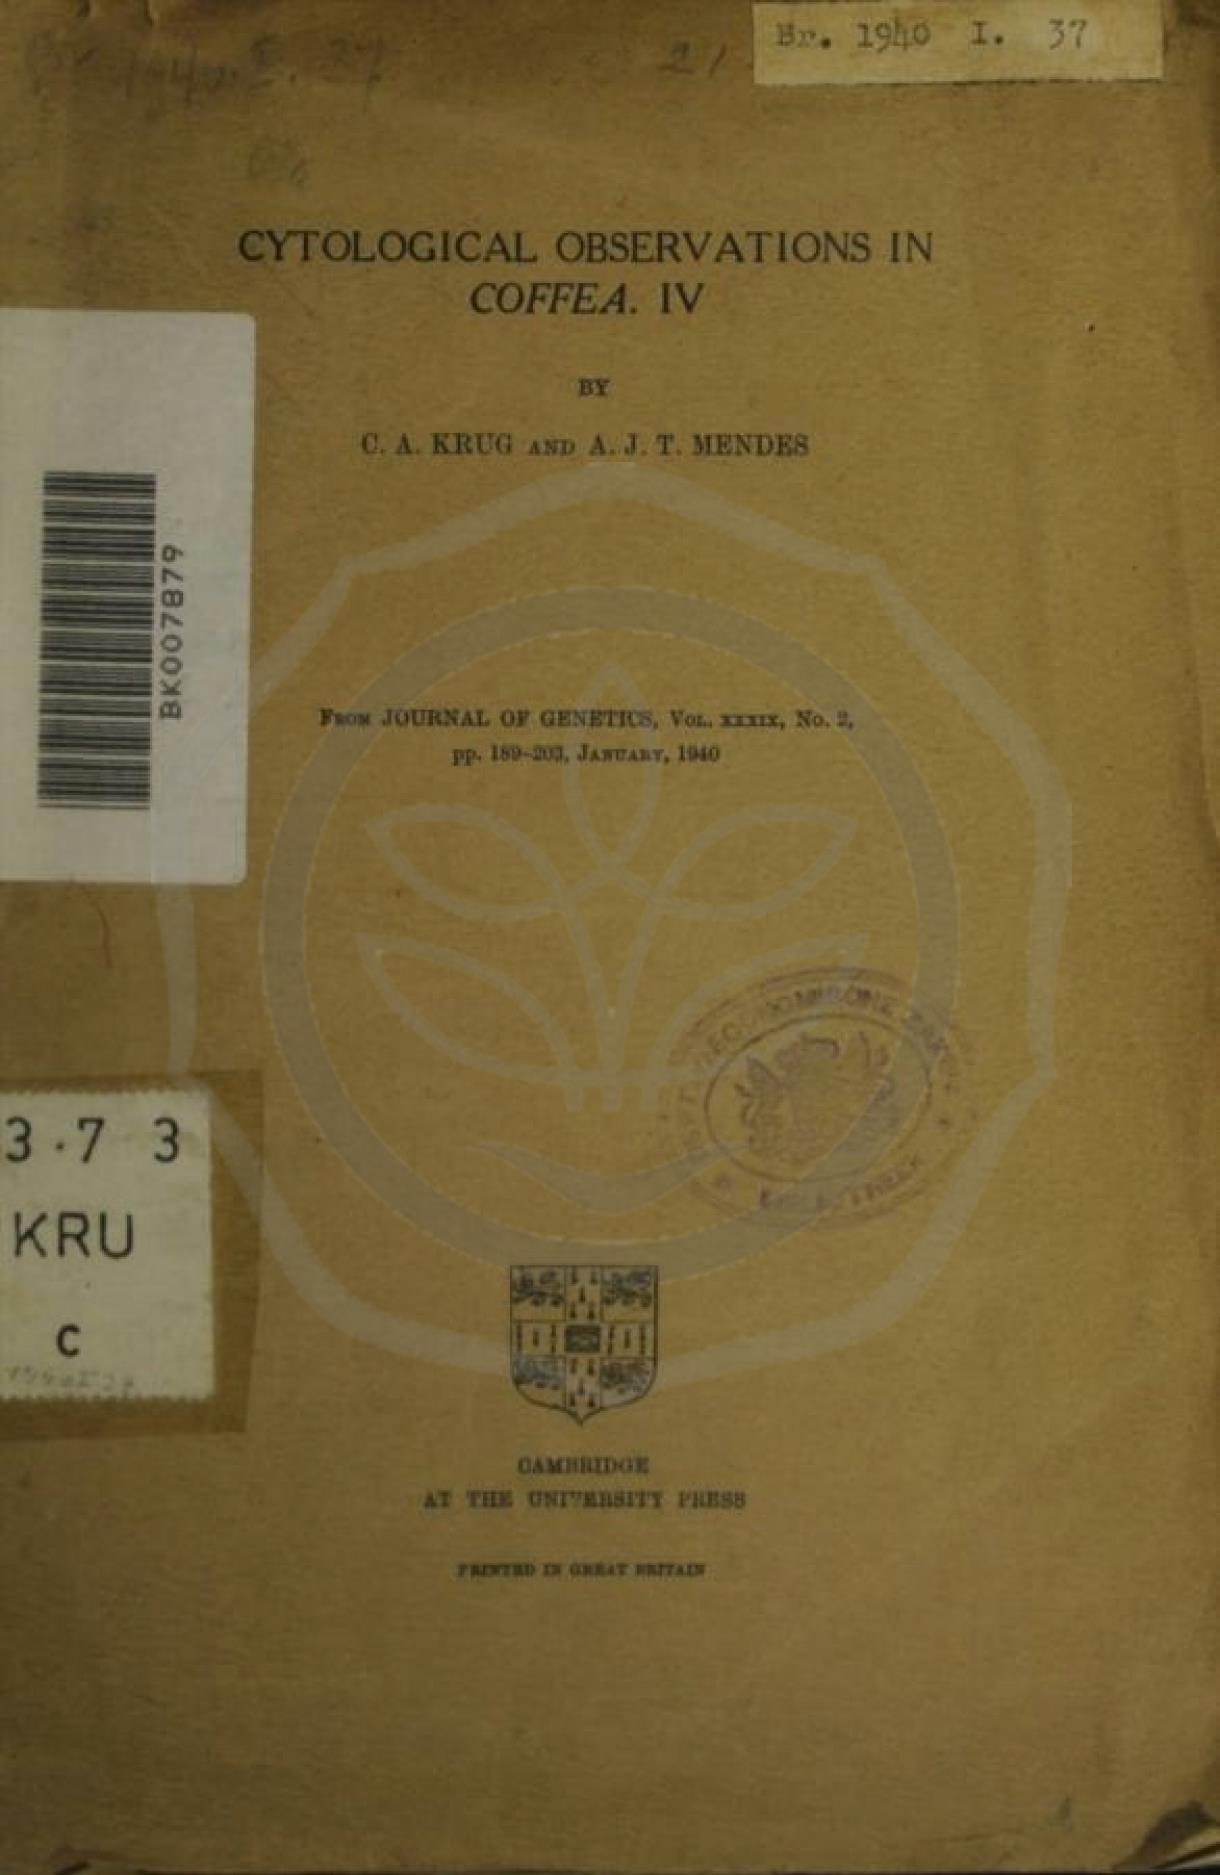 Br. 1940 I. 37
21
CYTOLOGICAL OBSERVATIONS IN
COFFEA. IV
BY
C. A. KRUG AND A. J. T. MENDES
BK007879
FROM JOURNAL OF GENETICS, VOL. XXXIX, No. 2,
pp. 189-203, JANUARY, 1940
3.7 3
KRU
C
CAMBRIDGE
AT THE UNIVERSITY PRESS
PRINTED IN GREAT BRITAIN